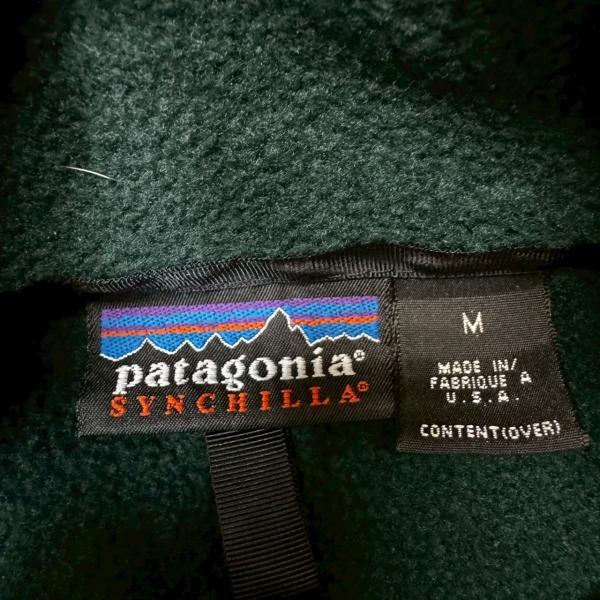 patagonia®
SYNCHILLA®
M
MADE IN/
FABRIQUE A
U.S.A.
CONTENT(OVER)